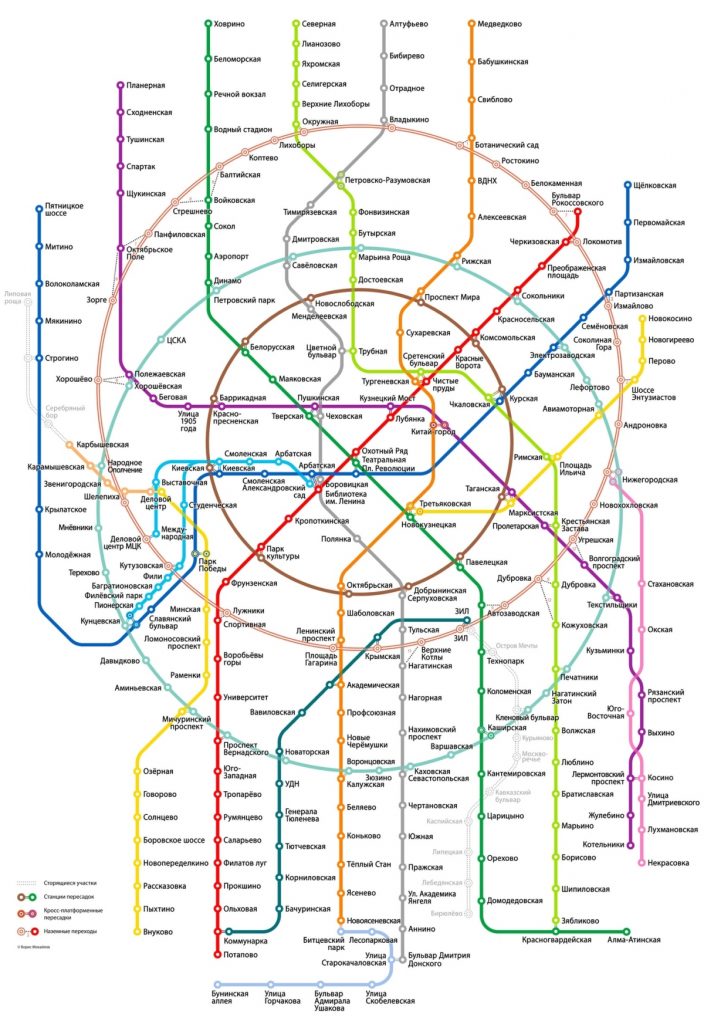 Ховрино
Беломорская
Речной вокзал
Водный стадион
Северная
Лианозово
Яхромская
Селигерская
Верхние Лихоборы
Окружная
Алтуфьево
Бибирево
Отрадное
Владыкино
Медведково
Бабушкинская
Свиблово
Ботанический сад
Ростокино
ВДНХ
Белокаменная
Бульвар
Рокоссовского
Алексеевская
Щёлковская
Первомайская
Измайловская
Партизанская
Измайлово
Планерная
Сходненская
Тушинская
Спартак
Щукинская
Октябрьское
Поле
Панфиловская
Стрешнево
Балтийская
Коптево
Лихоборы
Войковская
Сокол
Аэропорт
Динамо
Петровский парк
Петровско-Разумовская
Тимирязевская
Фонвизинская
Бутырская
Дмитровская
Марьина Роща
Савёловская
Достоевская
Рижская
Черкизовская
Локомотив
Преображенская
площадь
Сокольники
Красносельская
Комсомольская
Красные
Ворота
Проспект Мира
Сухаревская
Новослободская
Менделеевская
Цветной
бульвар
Трубная
Сретенский
бульвар
Тургеневская
Чистые
пруды
Семёновская
Соколиная
Гора
Электрозаводская
Бауманская
Лефортово
Курская
Чкаловская
Авиамоторная
Новокосино
Новогиреево
Перово
Шоссе
Энтузиастов
Андроновка
Нижегородская
Новохохловская
Пятницкое
шоссе
Митино
Волоколамская
Мякинино
Строгино
Липовая
роща
Серебряный
бор
Зорге
ЦСКА
Хорошёво
Полежаевская
Хорошёвская
Беговая
Улица
1905
года
Баррикадная
Красно-
пресненская
Белорусская
Маяковская
Пушкинская
Тверская
Чеховская
Кузнецкий Мост
Лубянка
Китай-город
Охотный Ряд
Театральная
Пл. Революции
Карбышевская
Карамышевская
Народное
Ополчение
Звенигородская
Шелепиха
Крылатское
Мнёвники
Молодёжная
Терехово
Киевская
Киевская
Смоленская
Арбатская
Смоленская
Арбатская
Александровский
сад
Боровицкая
Библиотека
им. Ленина
Выставочная
Деловой
центр
Студенческая
Между-
народная
Деловой
центр МЦК
Кутузовская
Фили
Багратионовская
Филёвский парк
Пионерская
Кунцевская
Славянский
бульвар
Парк
Победы
Кропоткинская
Парк
культуры
Полянка
Третьяковская
Новокузнецкая
Таганская
Марксистская
Римская
Площадь
Ильича
Пролетарская
Крестьянская
Застава
Угрешская
Волгоградский
проспект
Текстильщики
Дубровка
Дубровка
Кожуховская
Павелецкая
Автозаводская
ЗИЛ
ЗИЛ
Октябрьская
Добрынинская
Серпуховская
Шаболовская
Ленинский
проспект
Площадь
Гагарина
Крымская
Верхние
Котлы
Тульская
Нагатинская
Фрунзенская
Лужники
Спортивная
Воробьёвы
горы
Университет
Проспект
Вернадского
Юго-
Западная
Тропарёво
Румянцево
Саларьево
Филатов луг
Прокшино
Ольховая
Коммунарка
Потапово
Минская
Ломоносовский
проспект
Раменки
Мичуринский
проспект
Давыдково
Аминьевская
Озёрная
Говорово
Солнцево
Боровское шоссе
Новопеределкино
Рассказовка
Пыхтино
Внуково
Академическая
Профсоюзная
Новые
Черёмушки
Вавиловская
Новаторская
УДН
Генерала
Тюленева
Тютчевская
Корниловская
Бачуринская
Воронцовская
Зюзино
Калужская
Беляево
Коньково
Тёплый Стан
Ясенево
Новоясеневская
Битцевский
парк
Лесопарковая
Улица
Старокачаловская
Бунинская
аллея
Улица
Горчакова
Бульвар
Адмирала
Ушакова
Улица
Скобелевская
Нагорная
Нахимовский
проспект
Варшавская
Каховская
Севастопольская
Чертановская
Южная
Пражская
Ул. Академика
Янгеля
Аннино
Бульвар Дмитрия
Донского
Остров Мечты
Технопарк
Коломенская
Кленовый бульвар
Каширская
Курьяново
Москво-
речье
Кавказский
бульвар
Каспийская
Липецкая
Лебедянская
Бирюлёво
Кантемировская
Царицыно
Орехово
Домодедовская
Красногвардейская
Алма-Атинская
Печатники
Нагатинский
Затон
Волжская
Люблино
Братиславская
Марьино
Борисово
Шипиловская
Зябликово
Стахановская
Окская
Кузьминки
Рязанский
проспект
Юго-
Восточная
Выхино
Лермонтовский
проспект
Косино
Улица
Дмитриевского
Жулебино
Лухмановская
Котельники
Некрасовка
Сторящиеся участки
Станции пересадок
Кросс-платформенные
пересадки
Наземные переходы